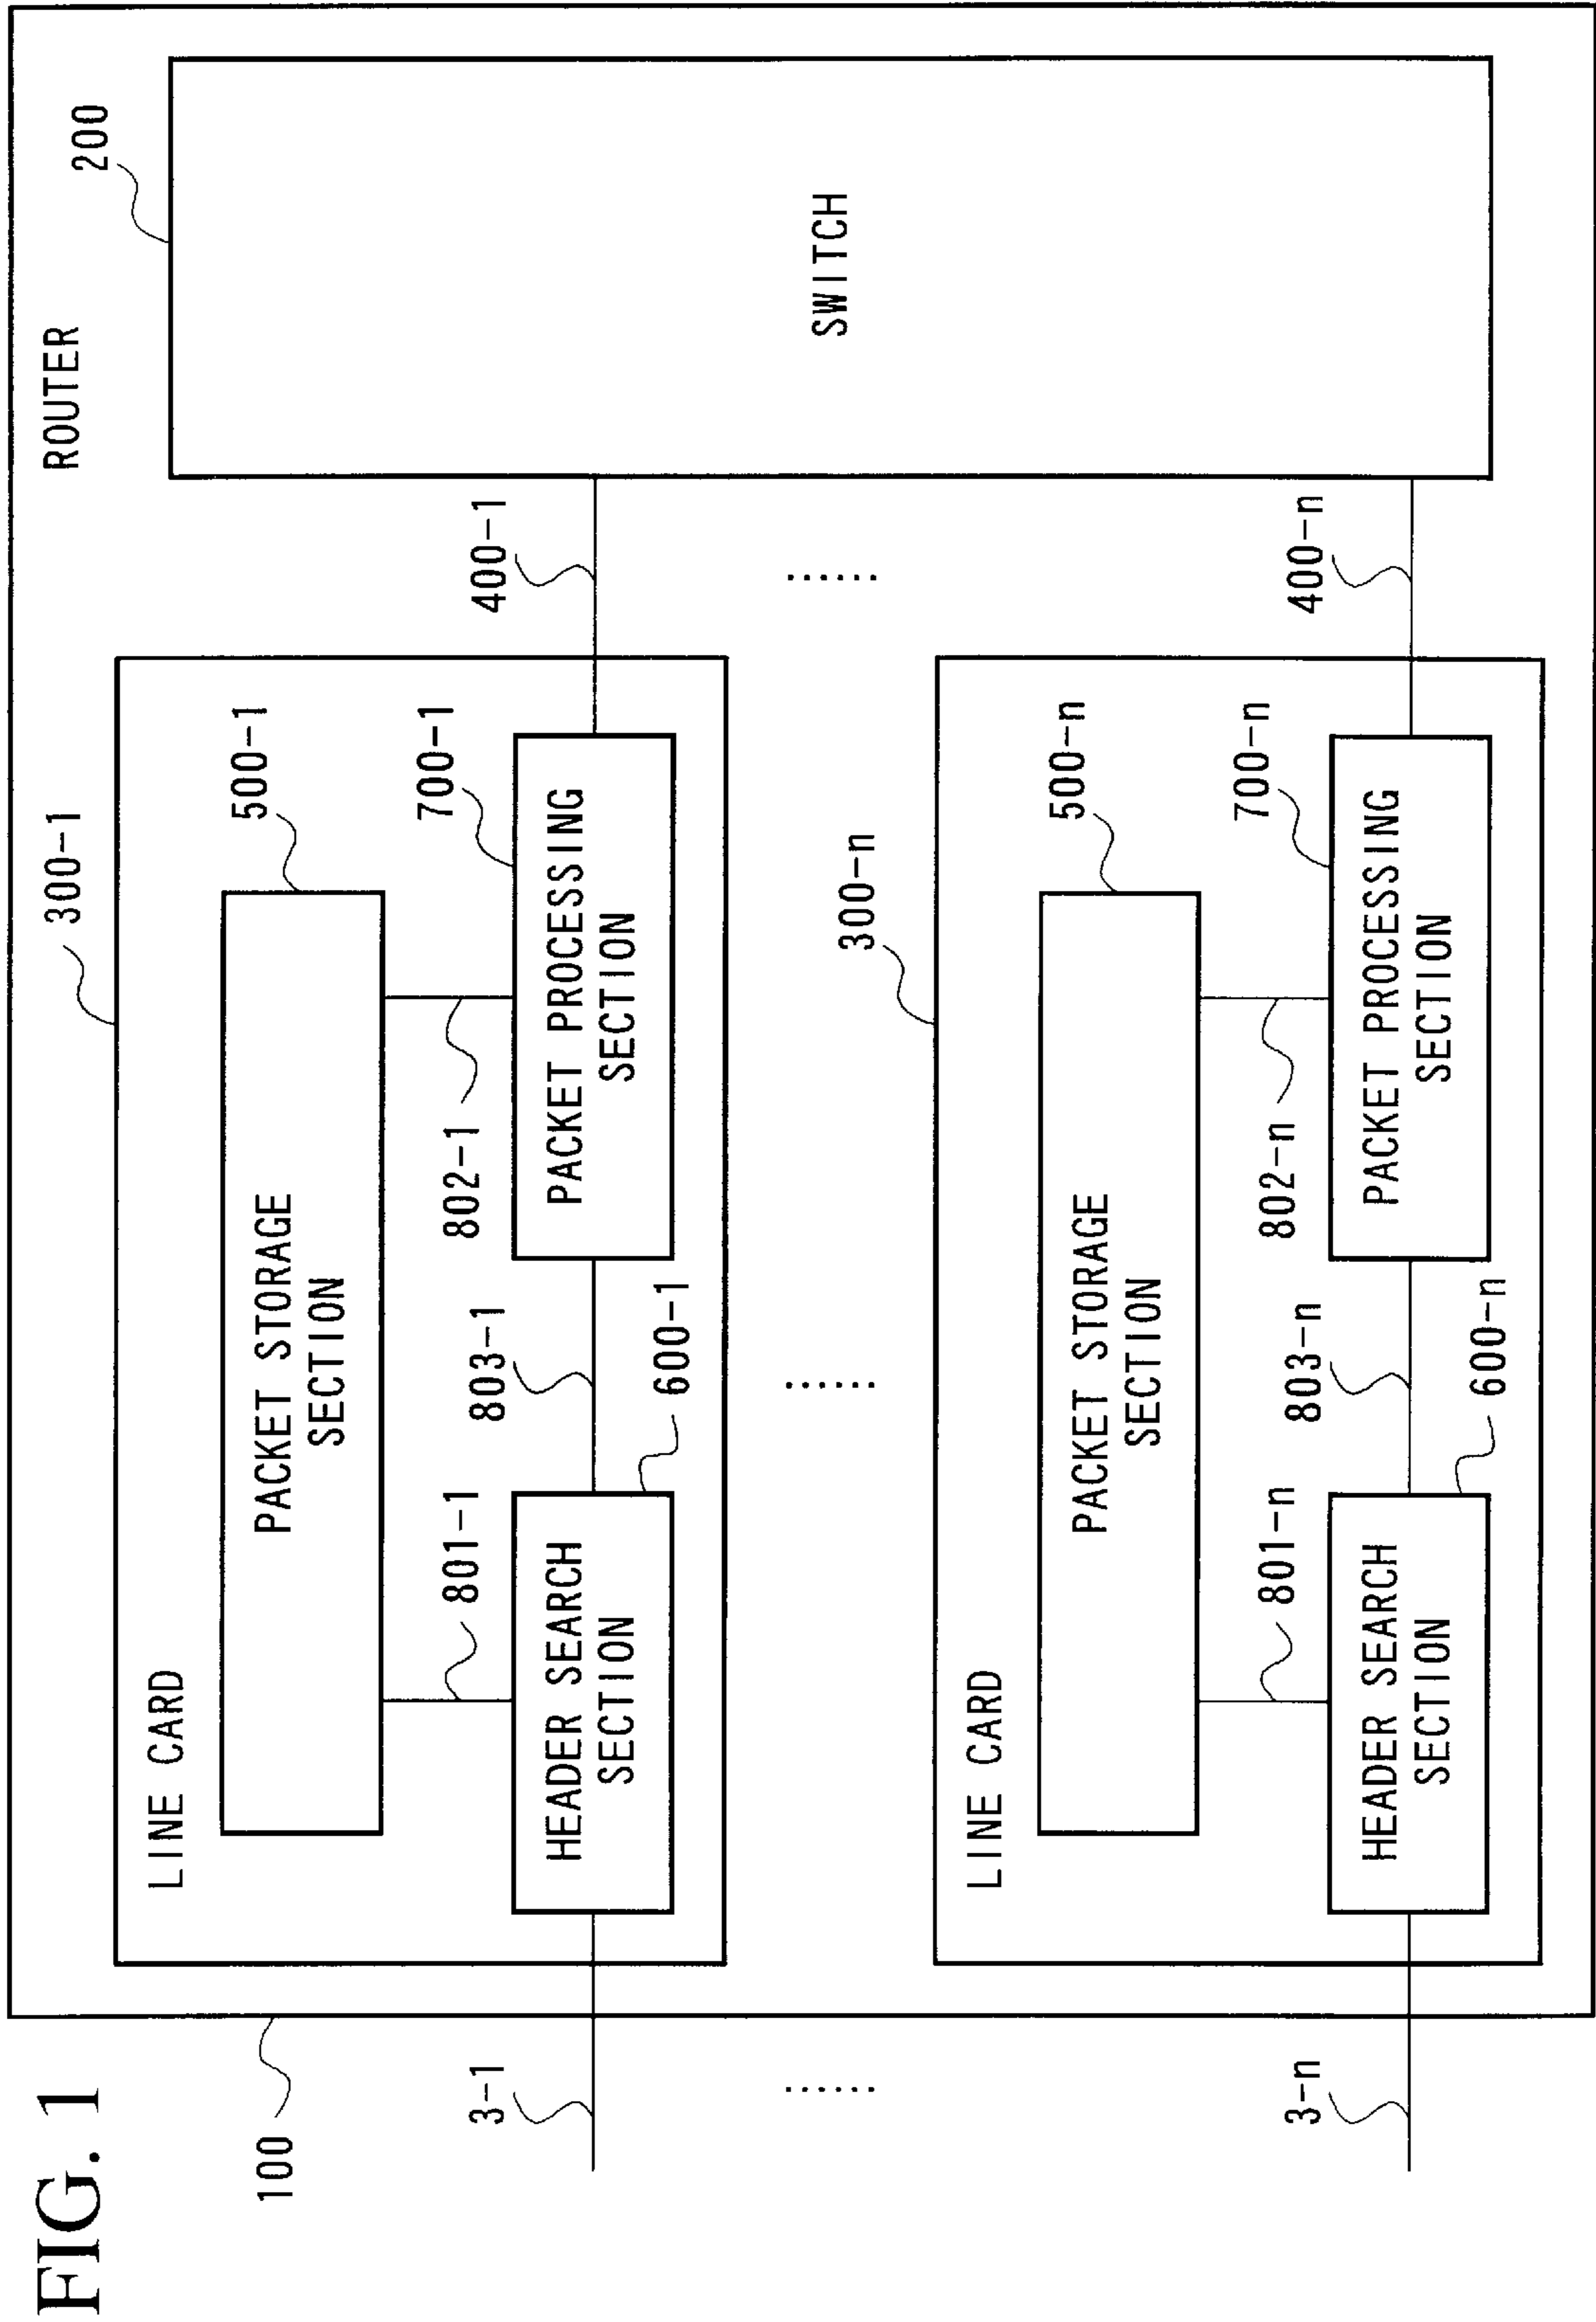 FIG. 1
100
ROUTER
200
SWITCH
300-1
LINE CARD
PACKET STORAGE
SECTION
500-1
801-1
802-1
700-1
400-1
HEADER SEARCH
SECTION
PACKET PROCESSING
SECTION
3-1
803-1
600-1
......
......
......
300-n
LINE CARD
PACKET STORAGE
SECTION
500-n
801-n
802-n
700-n
400-n
HEADER SEARCH
SECTION
PACKET PROCESSING
SECTION
3-n
803-n
600-n